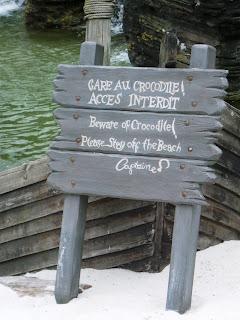 GARE AU CROCODILE!
ACCES INTERDIT
Beware of Crocodile!
Please Stay off the Beach
Captain